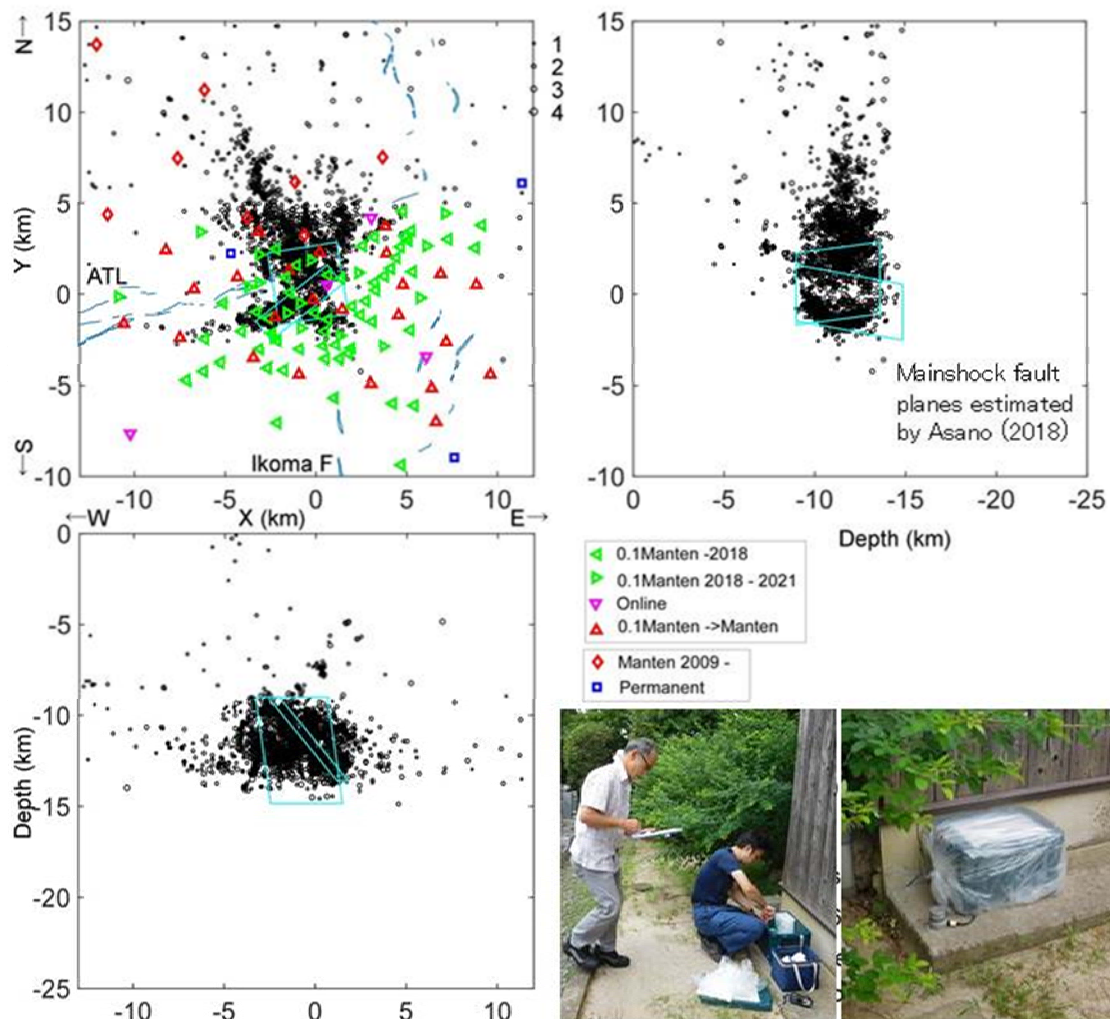 N→
15
10
5
0
-5
-10
Y (km)
←S
ATL
Ikoma F
-10
-5
0
5
10
←W
X (km)
E→
1
2
3
4
15
10
5
0
-5
-10
0
-5
-10
-15
-20
-25
Depth (km)
Mainshock fault
planes estimated
by Asano (2018)
0
-5
-10
-15
-20
-25
Depth (km)
-10
-5
0
5
10
0.1Manten -2018
0.1Manten 2018 - 2021
Online
0.1Manten ->Manten
Manten 2009 -
Permanent